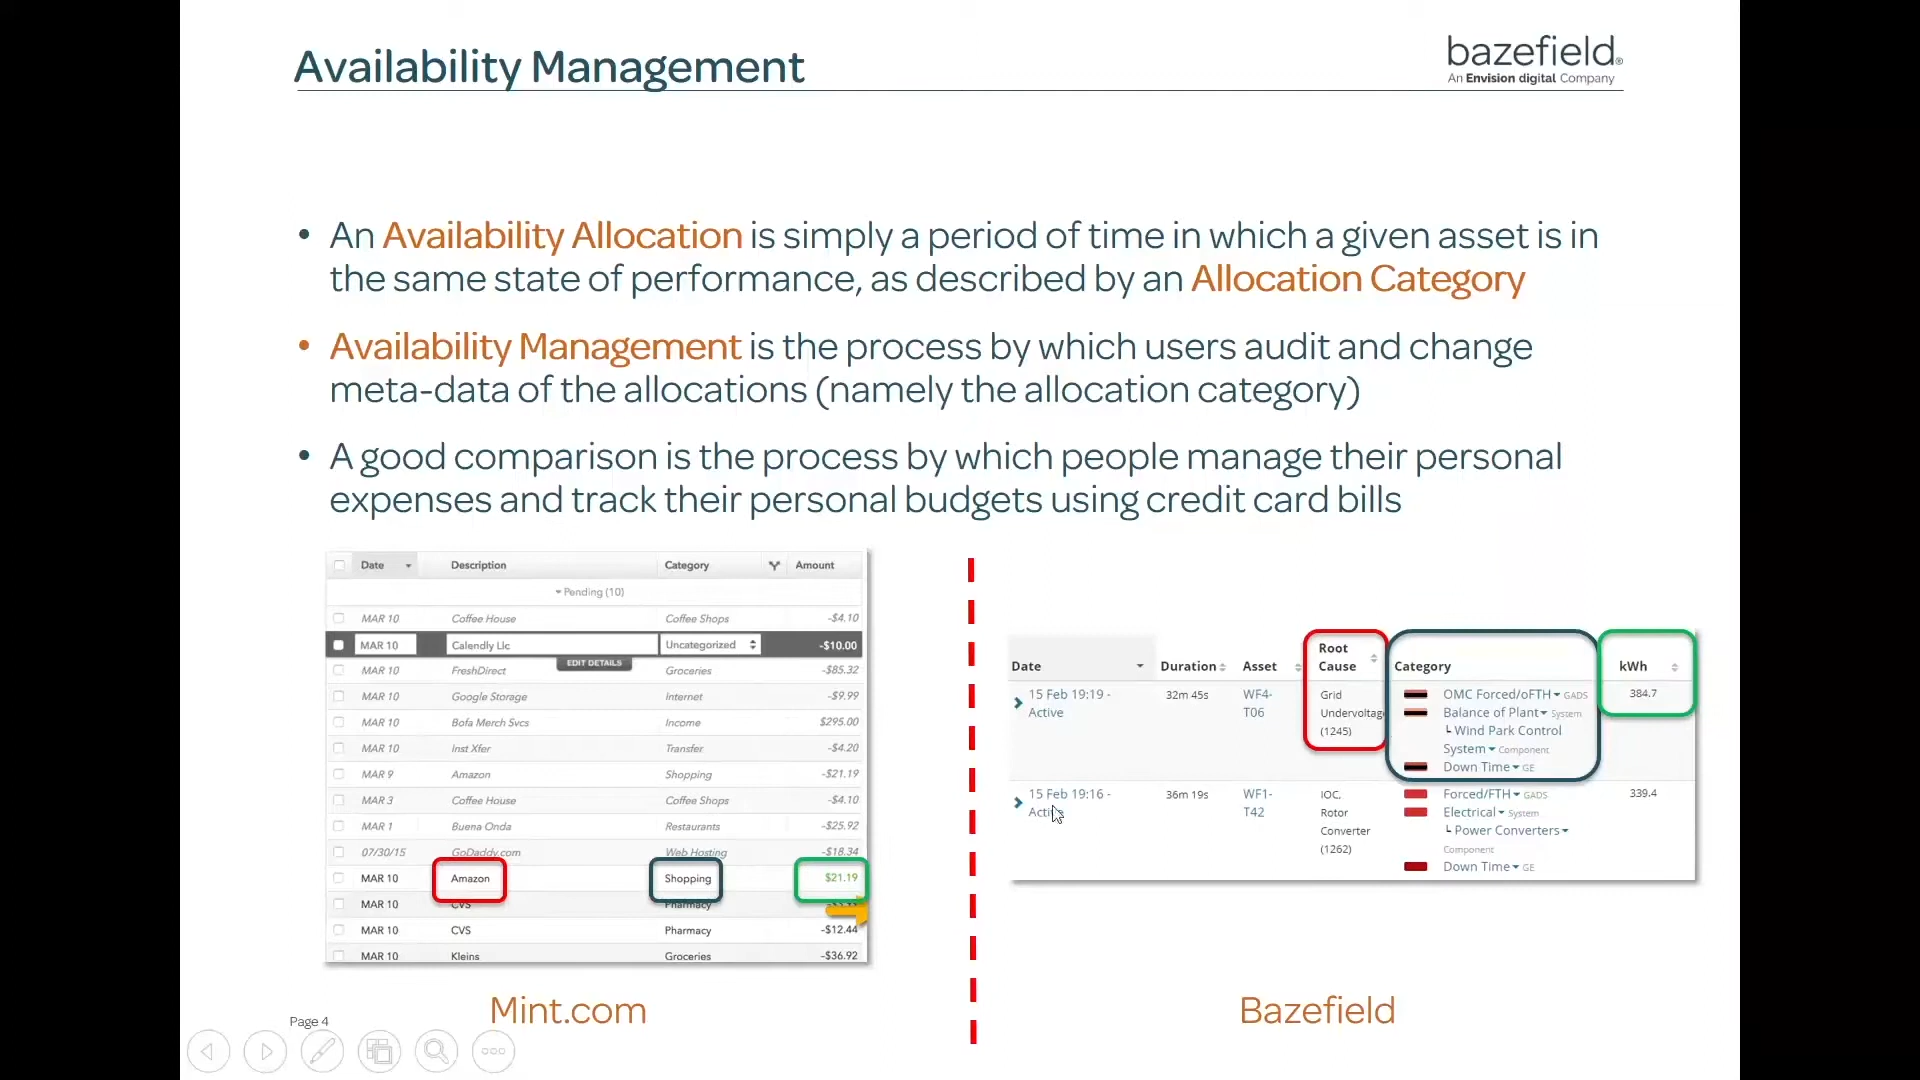 Availability Management
bazefield®
An Envision digital Company
• An Availability Allocation is simply a period of time in which a given asset is in
the same state of performance, as described by an Allocation Category
• Availability Management is the process by which users audit and change
meta-data of the allocations (namely the allocation category)
• A good comparison is the process by which people manage their personal
expenses and track their personal budgets using credit card bills
Date Description Category Amount
Pending (10)
MAR 10 Coffee House Coffee Shops -$4.10
MAR 10 Calendly Llc Uncategorized -$10.00
EDIT DETAILS
MAR 10 FreshDirect Groceries -$85.32
MAR 10 Google Storage Internet -$9.99
MAR 10 Bofa Merch Svcs Income $295.00
MAR 10 Inst Xfer Transfer -$4.20
MAR 9 Amazon Shopping -$21.19
MAR 3 Coffee House Coffee Shops -$4.10
MAR 1 Buena Onda Restaurants -$25.92
07/30/15 GoDaddy.com Web Hosting -$18.34
MAR 10 Amazon Shopping $21.19
MAR 10 CVS Pharmacy
MAR 10 CVS Pharmacy -$12.44
MAR 10 Kleins Groceries -$36.92
Mint.com
Root
Date Duration Asset Cause Category kWh
15 Feb 19:19 - 32m 45s WF4- Grid OMC Forced/oFTH GADS 384.7
Active T06 Undervoltage Balance of Plant System
(1245) Wind Park Control
System Component
Down Time GE
15 Feb 19:16 - 36m 19s WF1- IOC, Forced/FTH GADS 339.4
Active T42 Rotor Electrical System
Converter Power Converters
(1262) Component
Down Time GE
Bazefield
Page 4